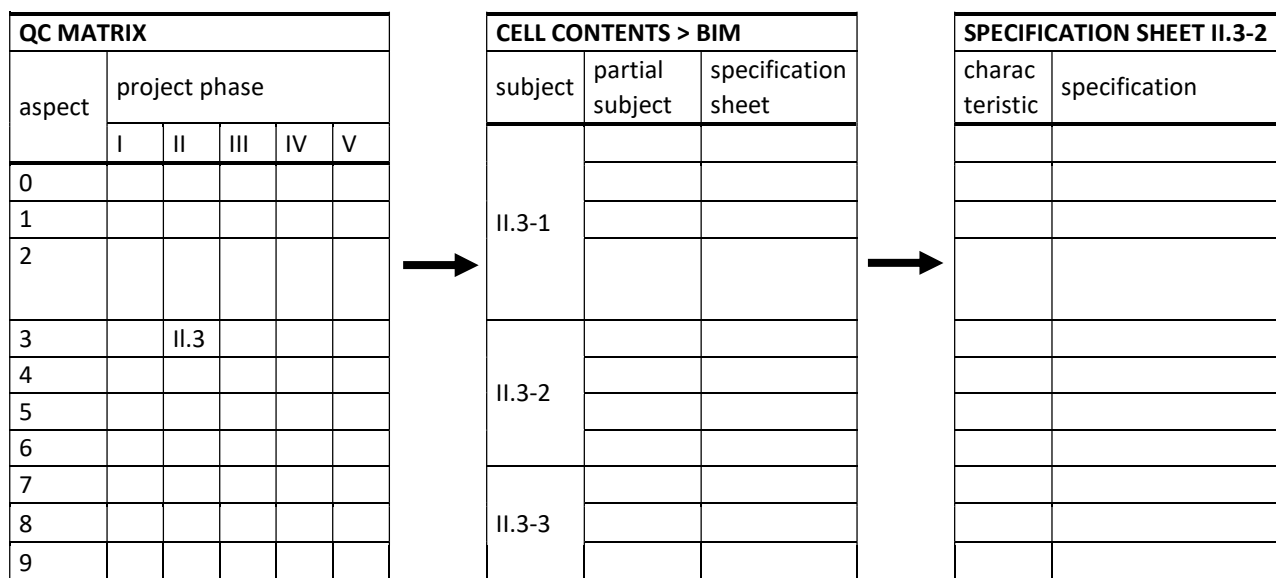 QC MATRIX
aspect
project phase
I II III IV V
0
1
2
3 II.3
4
5
6
7
8
9
CELL CONTENTS > BIM
subject
partial
subject
specification
sheet
II.3-1
II.3-2
II.3-3
SPECIFICATION SHEET II.3-2
charac
teristic
specification